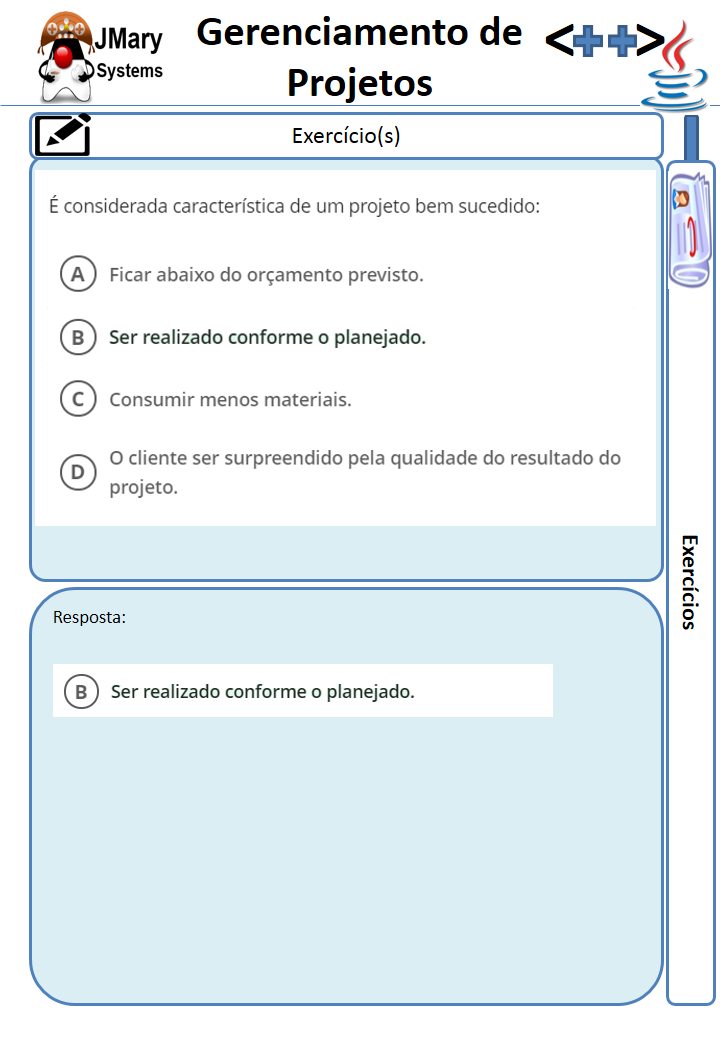 JMary
Systems
Gerenciamento de
Projetos
<++>
Exercício(s)
É considerada característica de um projeto bem sucedido:
A Ficar abaixo do orçamento previsto.
B Ser realizado conforme o planejado.
C Consumir menos materiais.
D O cliente ser surpreendido pela qualidade do resultado do
projeto.
Exercícios
Resposta:
B Ser realizado conforme o planejado.